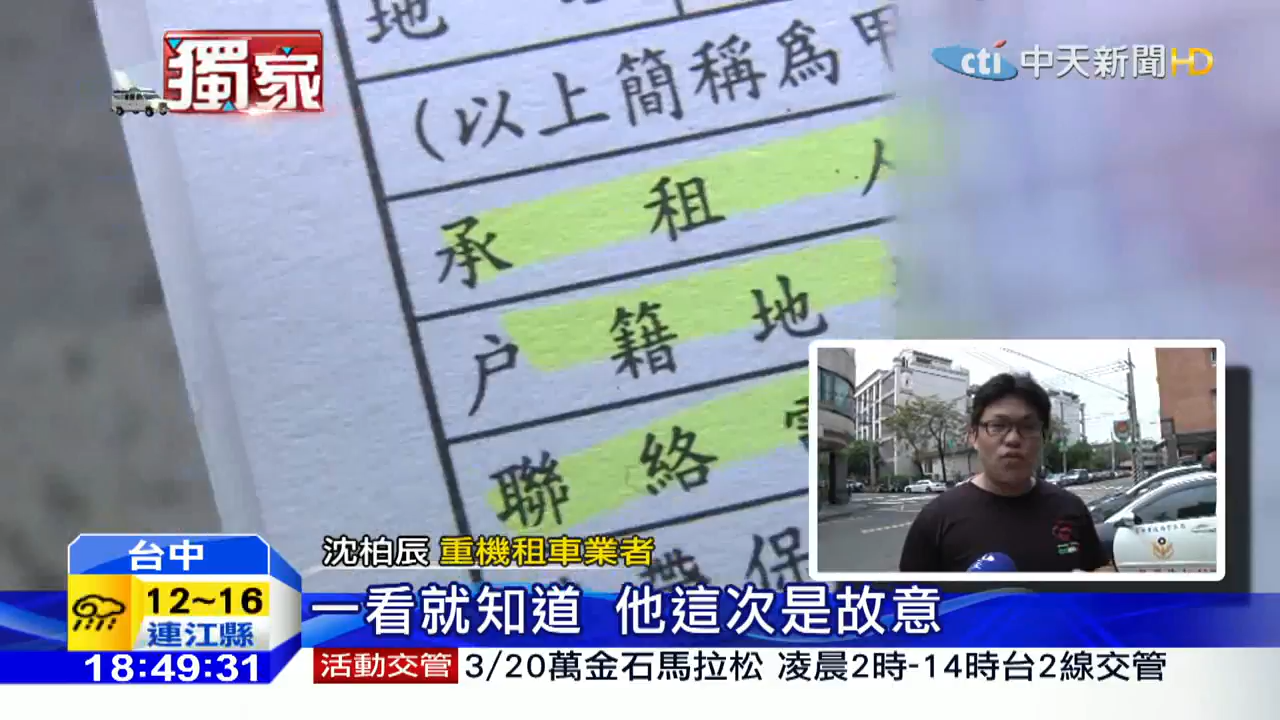 獨家
cti 中天新聞HD
地
(以上簡稱為甲
承租人
户籍地
聯絡電
保
沈柏辰 重機租車業者
一看就知道 他這次是故意
台中
12~16
連江縣
18:49:31
活動交管 3/20萬金石馬拉松 凌晨2時-14時台2線交管